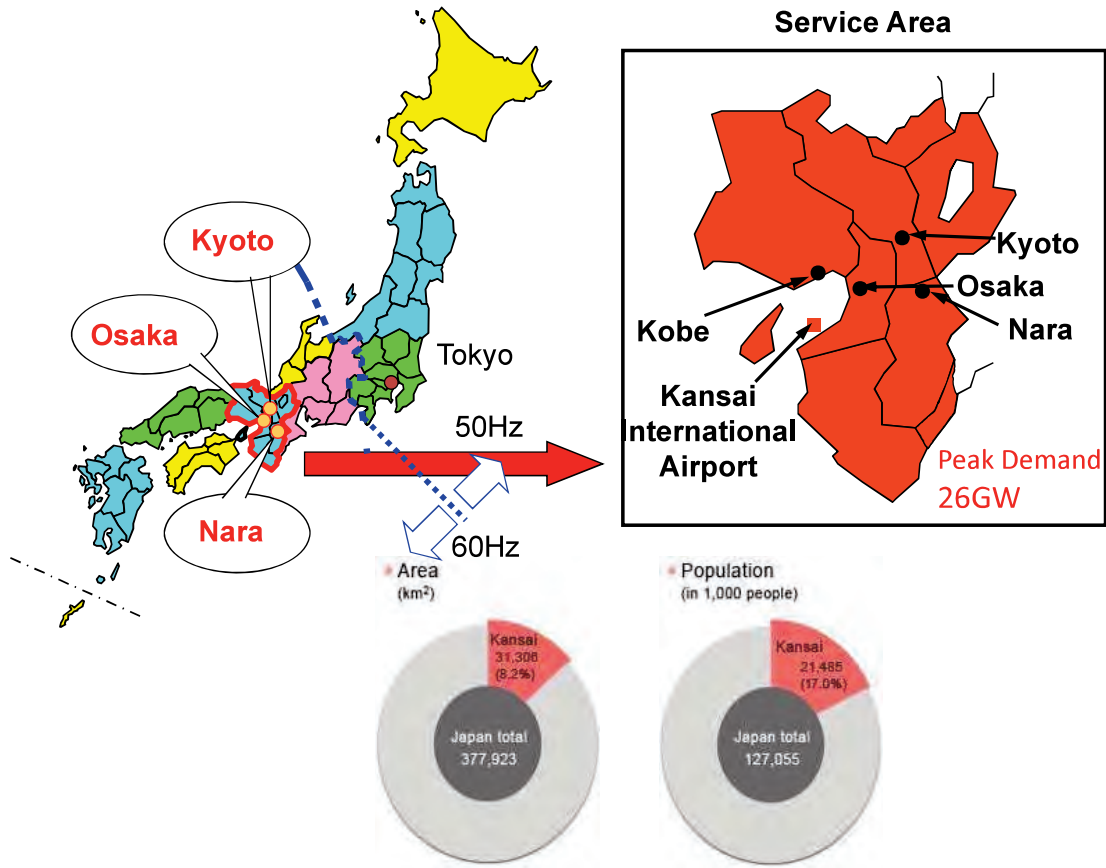 Service Area
Kyoto
Osaka
Nara
Tokyo
50Hz
60Hz
Kyoto
Osaka
Nara
Kobe
Kansai
International
Airport
Peak Demand
26GW
Area
(km²)
Kansai
31,306
(8.2%)
Japan total
377,923
Population
(in 1,000 people)
Kansai
21,485
(17.0%)
Japan total
127,055